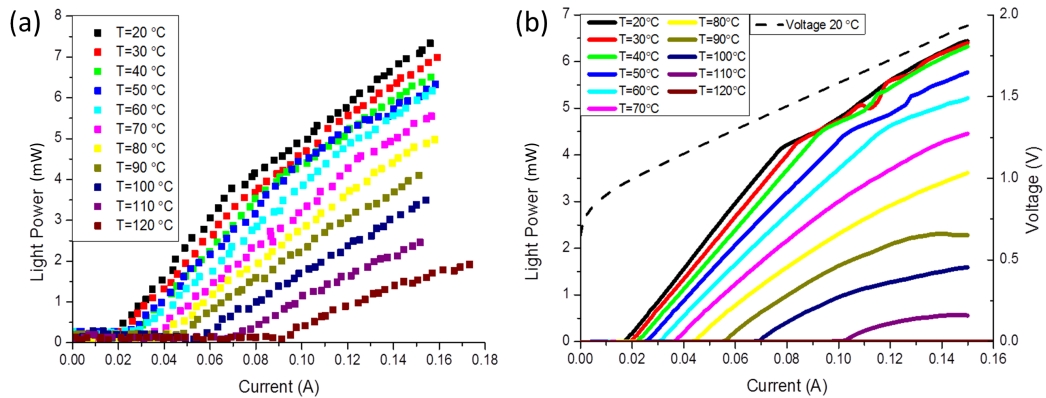 (a)
8
7
6
5
4
3
2
1
0
Light Power (mW)
T=20 °C
T=30 °C
T=40 °C
T=50 °C
T=60 °C
T=70 °C
T=80 °C
T=90 °C
T=100 °C
T=110 °C
T=120 °C
0.00 0.02 0.04 0.06 0.08 0.10 0.12 0.14 0.16 0.18
Current (A)
(b)
7
6
5
4
3
2
1
0
Light Power (mW)
T=20°C T=80°C
T=30°C T=90°C
T=40°C T=100°C
T=50°C T=110°C
T=60°C T=120°C
T=70°C
Voltage 20 °C
2.0
1.5
1.0
0.5
0.0
Voltage (V)
0.00 0.02 0.04 0.06 0.08 0.10 0.12 0.14 0.16
Current (A)